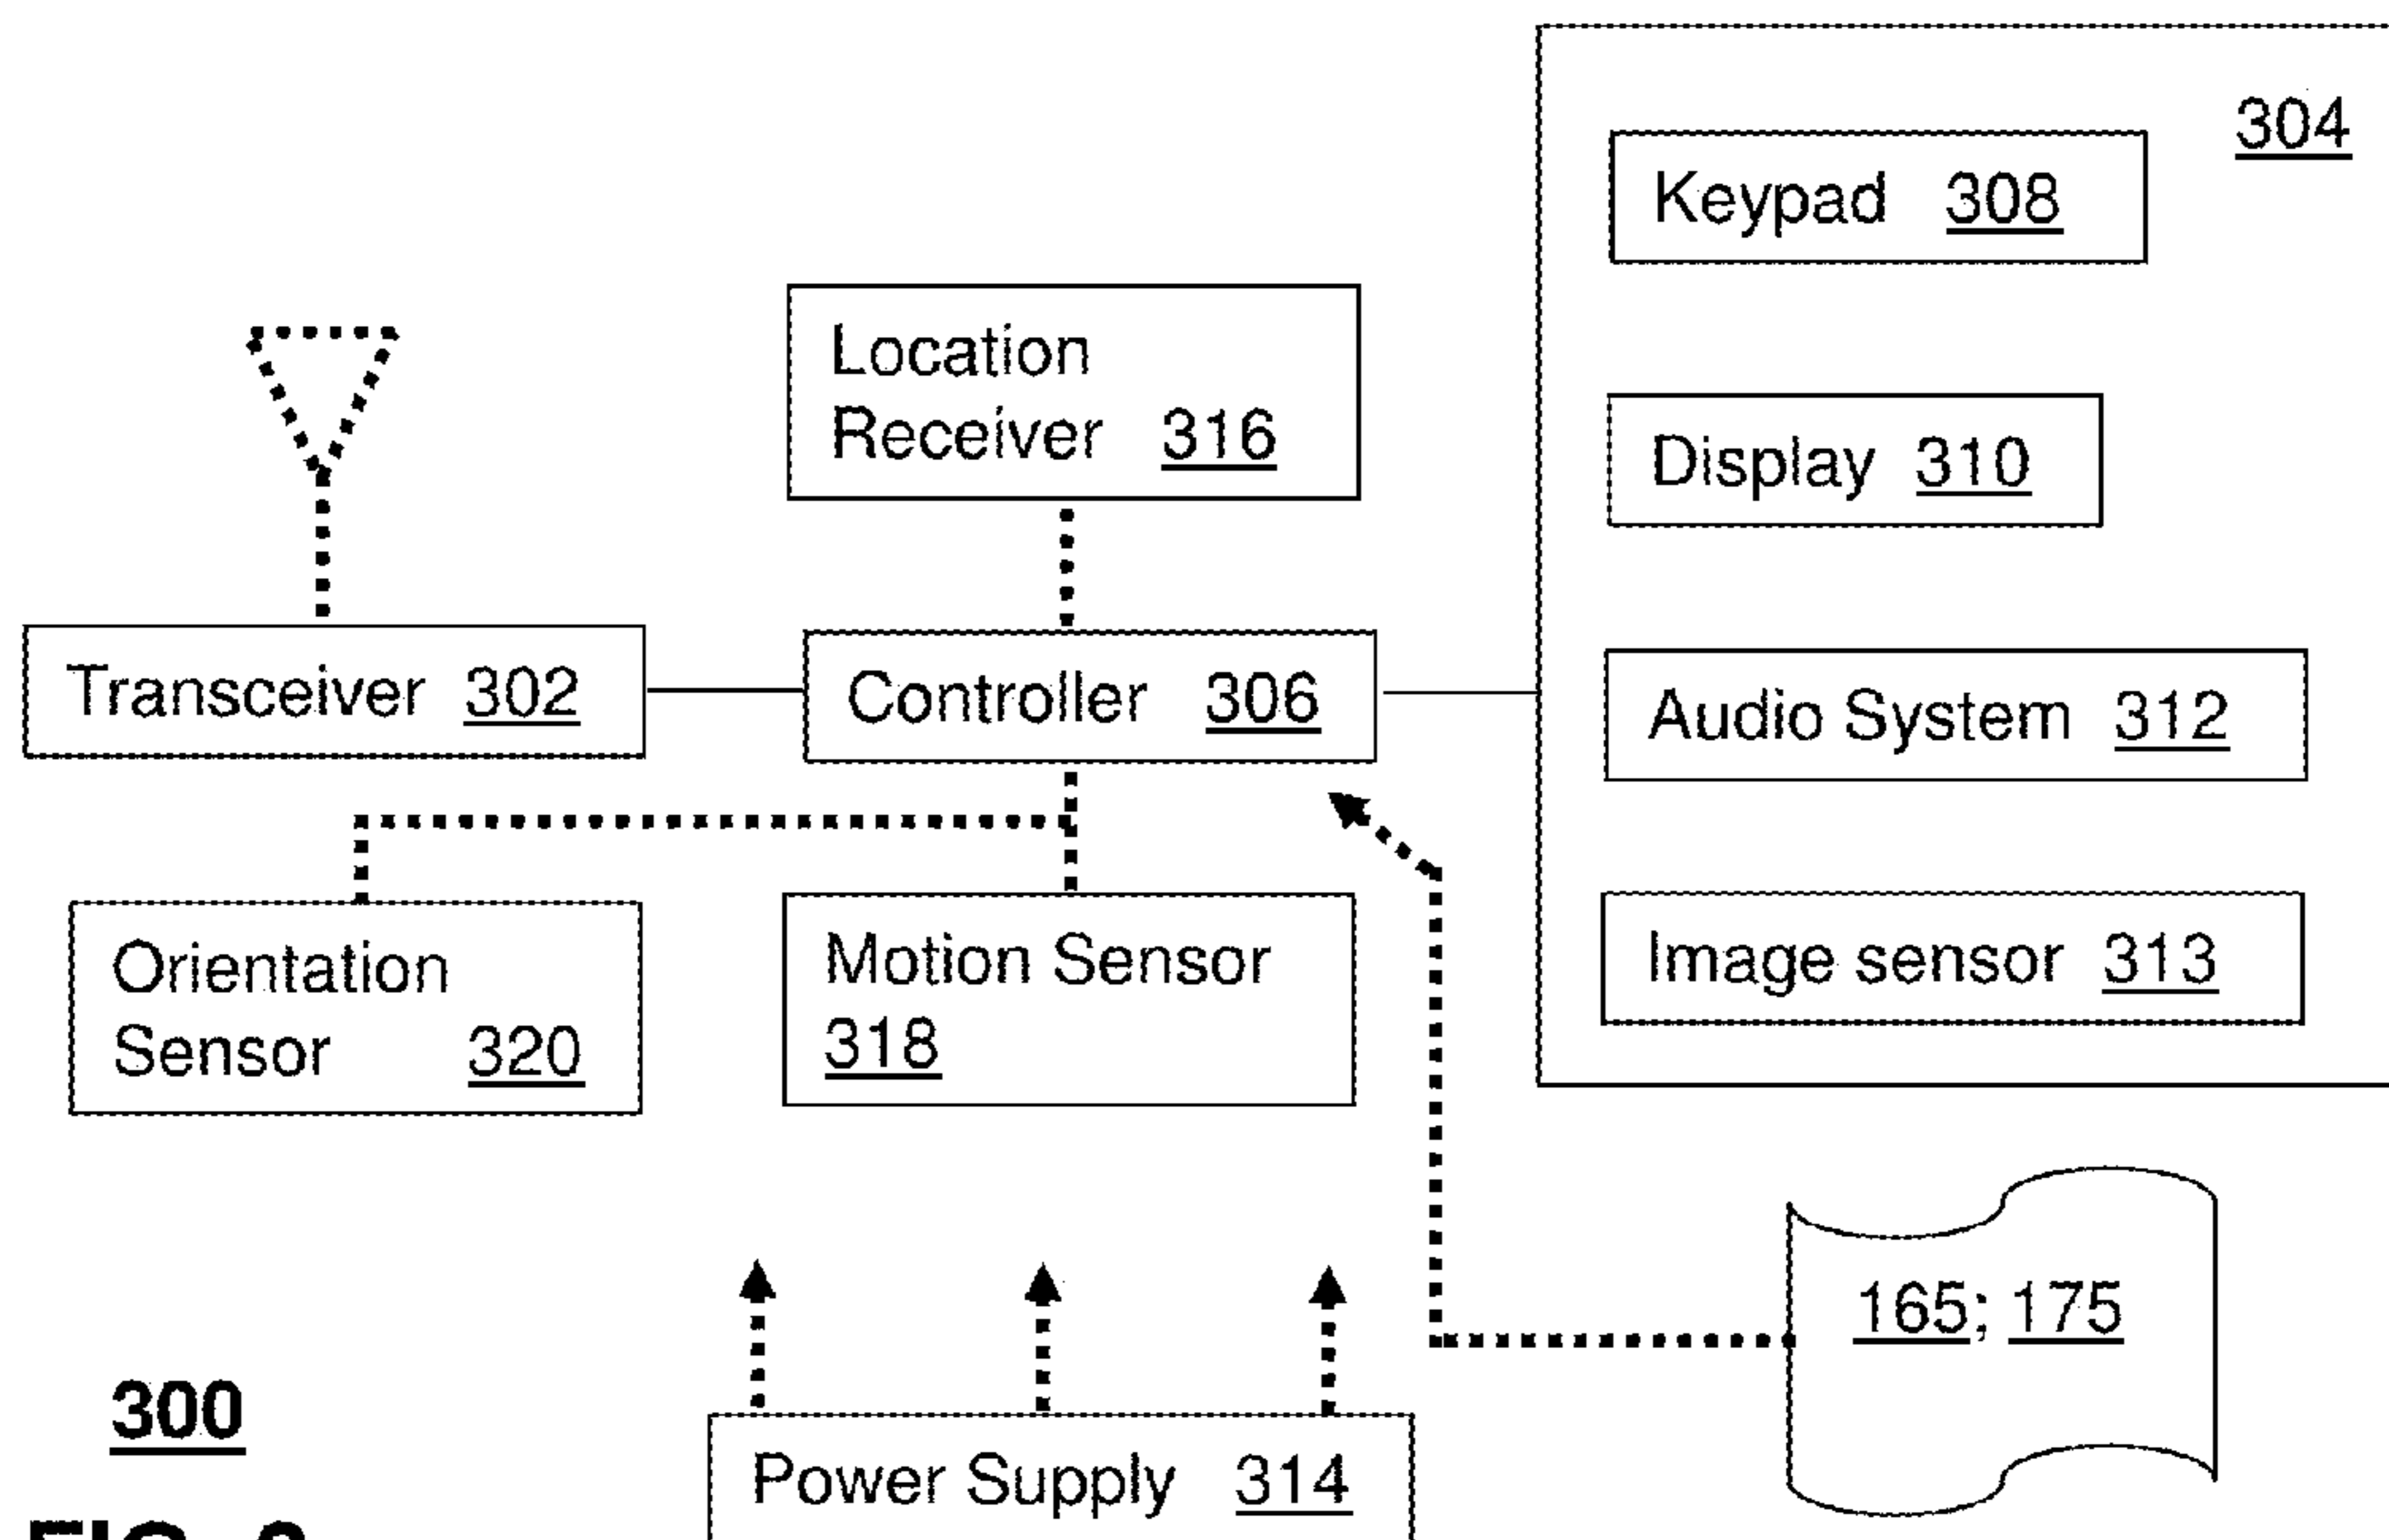 304
Keypad 308
Location
Receiver 316
Display 310
Transceiver 302
Controller 306
Audio System 312
Orientation
Sensor 320
Motion Sensor
318
Image sensor 313
165; 175
300
Power Supply 314
FIG.